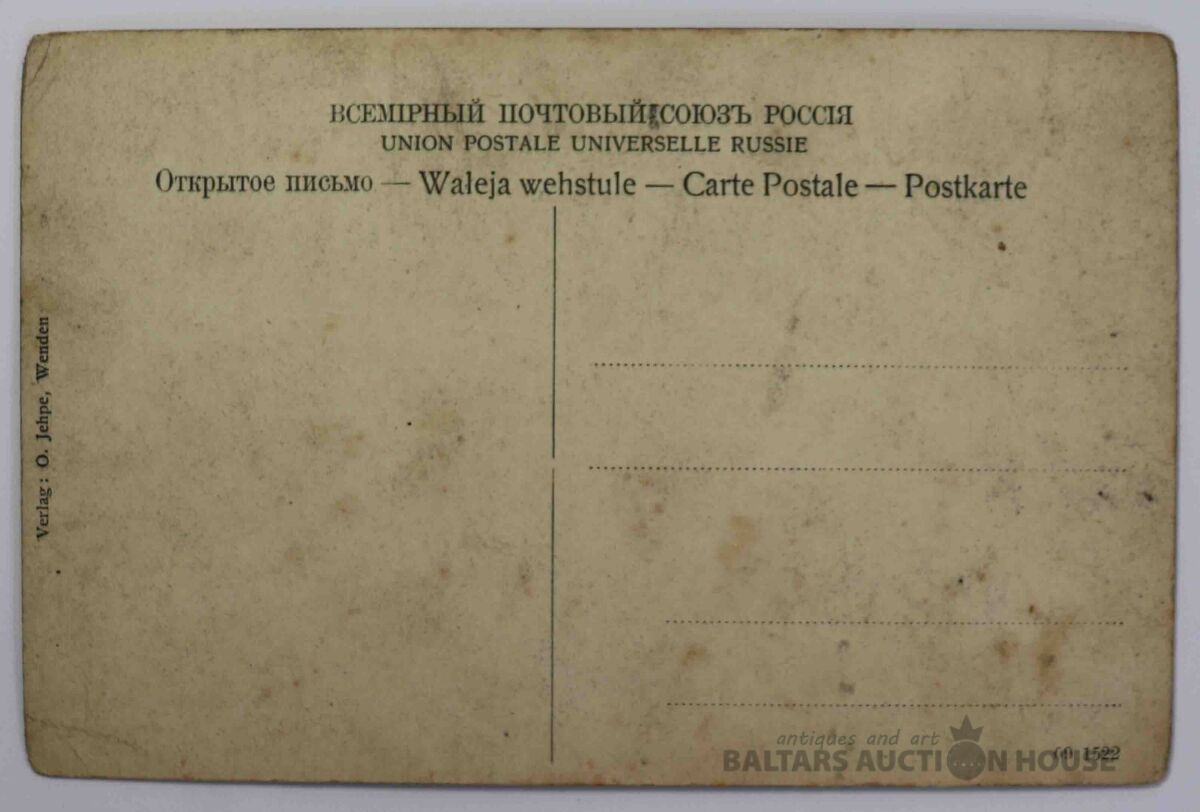 ВСЕМІРНЫЙ ПОЧТОВЫЙ СОЮЗЪ РОССІЯ
UNION POSTALE UNIVERSELLE RUSSIE
Открытое письмо — Waleja wehstule — Carte Postale — Postkarte
Verlag: O. Jehpe, Wenden
antiques and art
BALTARS AUCTION HOUSE
1522